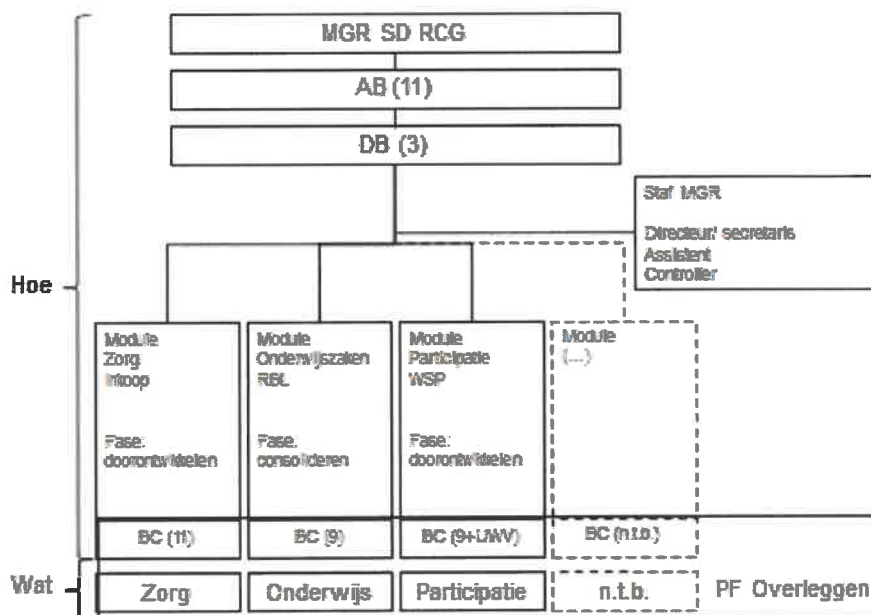 MGR SD RCG
AB (11)
DB (3)
Staf MGR
Directeur/ secretaris
Assistent
Controller
Hoe
Module
Zorg
Inkoop
Fase:
doorontwikkelen
Module
Onderwijszaken
RBL
Fase:
consolideren
Module
Participatie
WSP
Fase:
doorontwikkelen
Module
(....)
BC (11)
BC (9)
BC (9+UWV)
BC (n.t.b.)
Wat
Zorg
Onderwijs
Participatie
n.t.b.
PF Overleggen